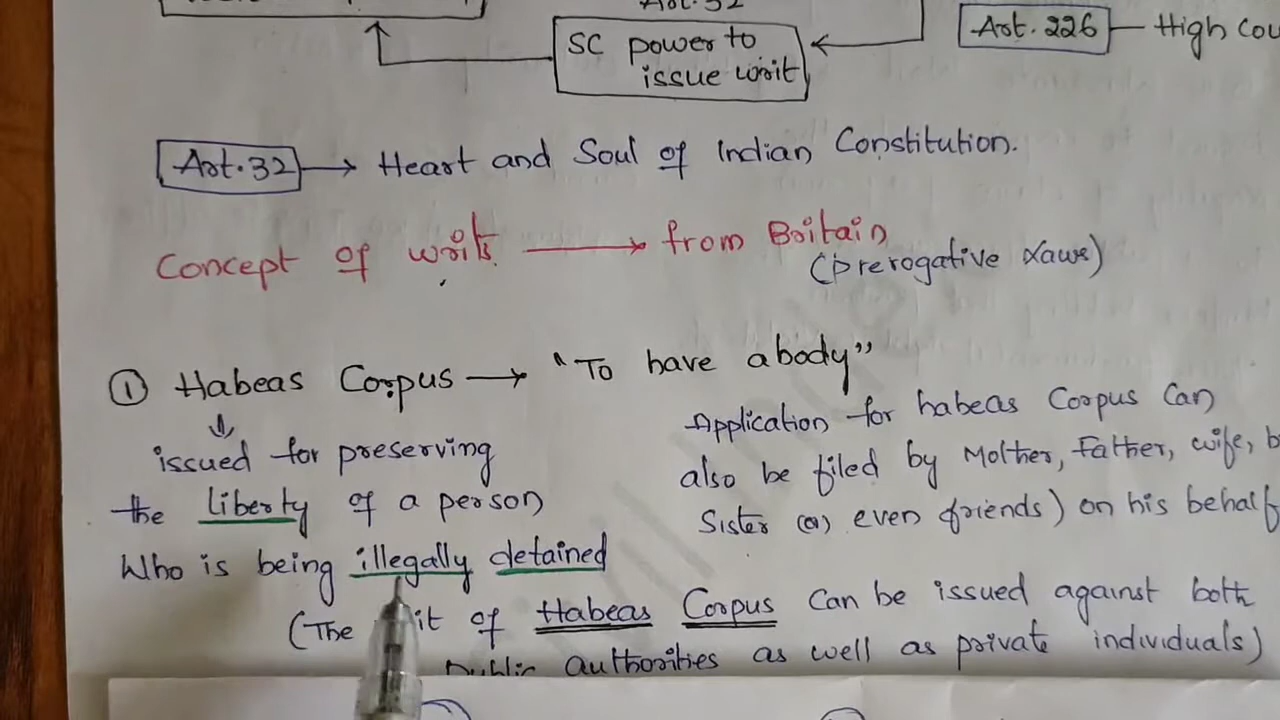 Art. 32
SC power to
issue writ
Art. 226 — High Cou
Art. 32 → Heart and Soul of Indian Constitution.
Concept of writs. → from Britain
(Prerogative Laws)
① Habeas Corpus → "To have a body"
issued for preserving
the liberty of a person
Who is being illegally detained
Application for habeas Corpus Can
also be filed by Mother, Father, wife, b
Sister (or) even friends) on his behalf
(The it of Habeas Corpus Can be issued against both
Public authorities as well as private individuals)